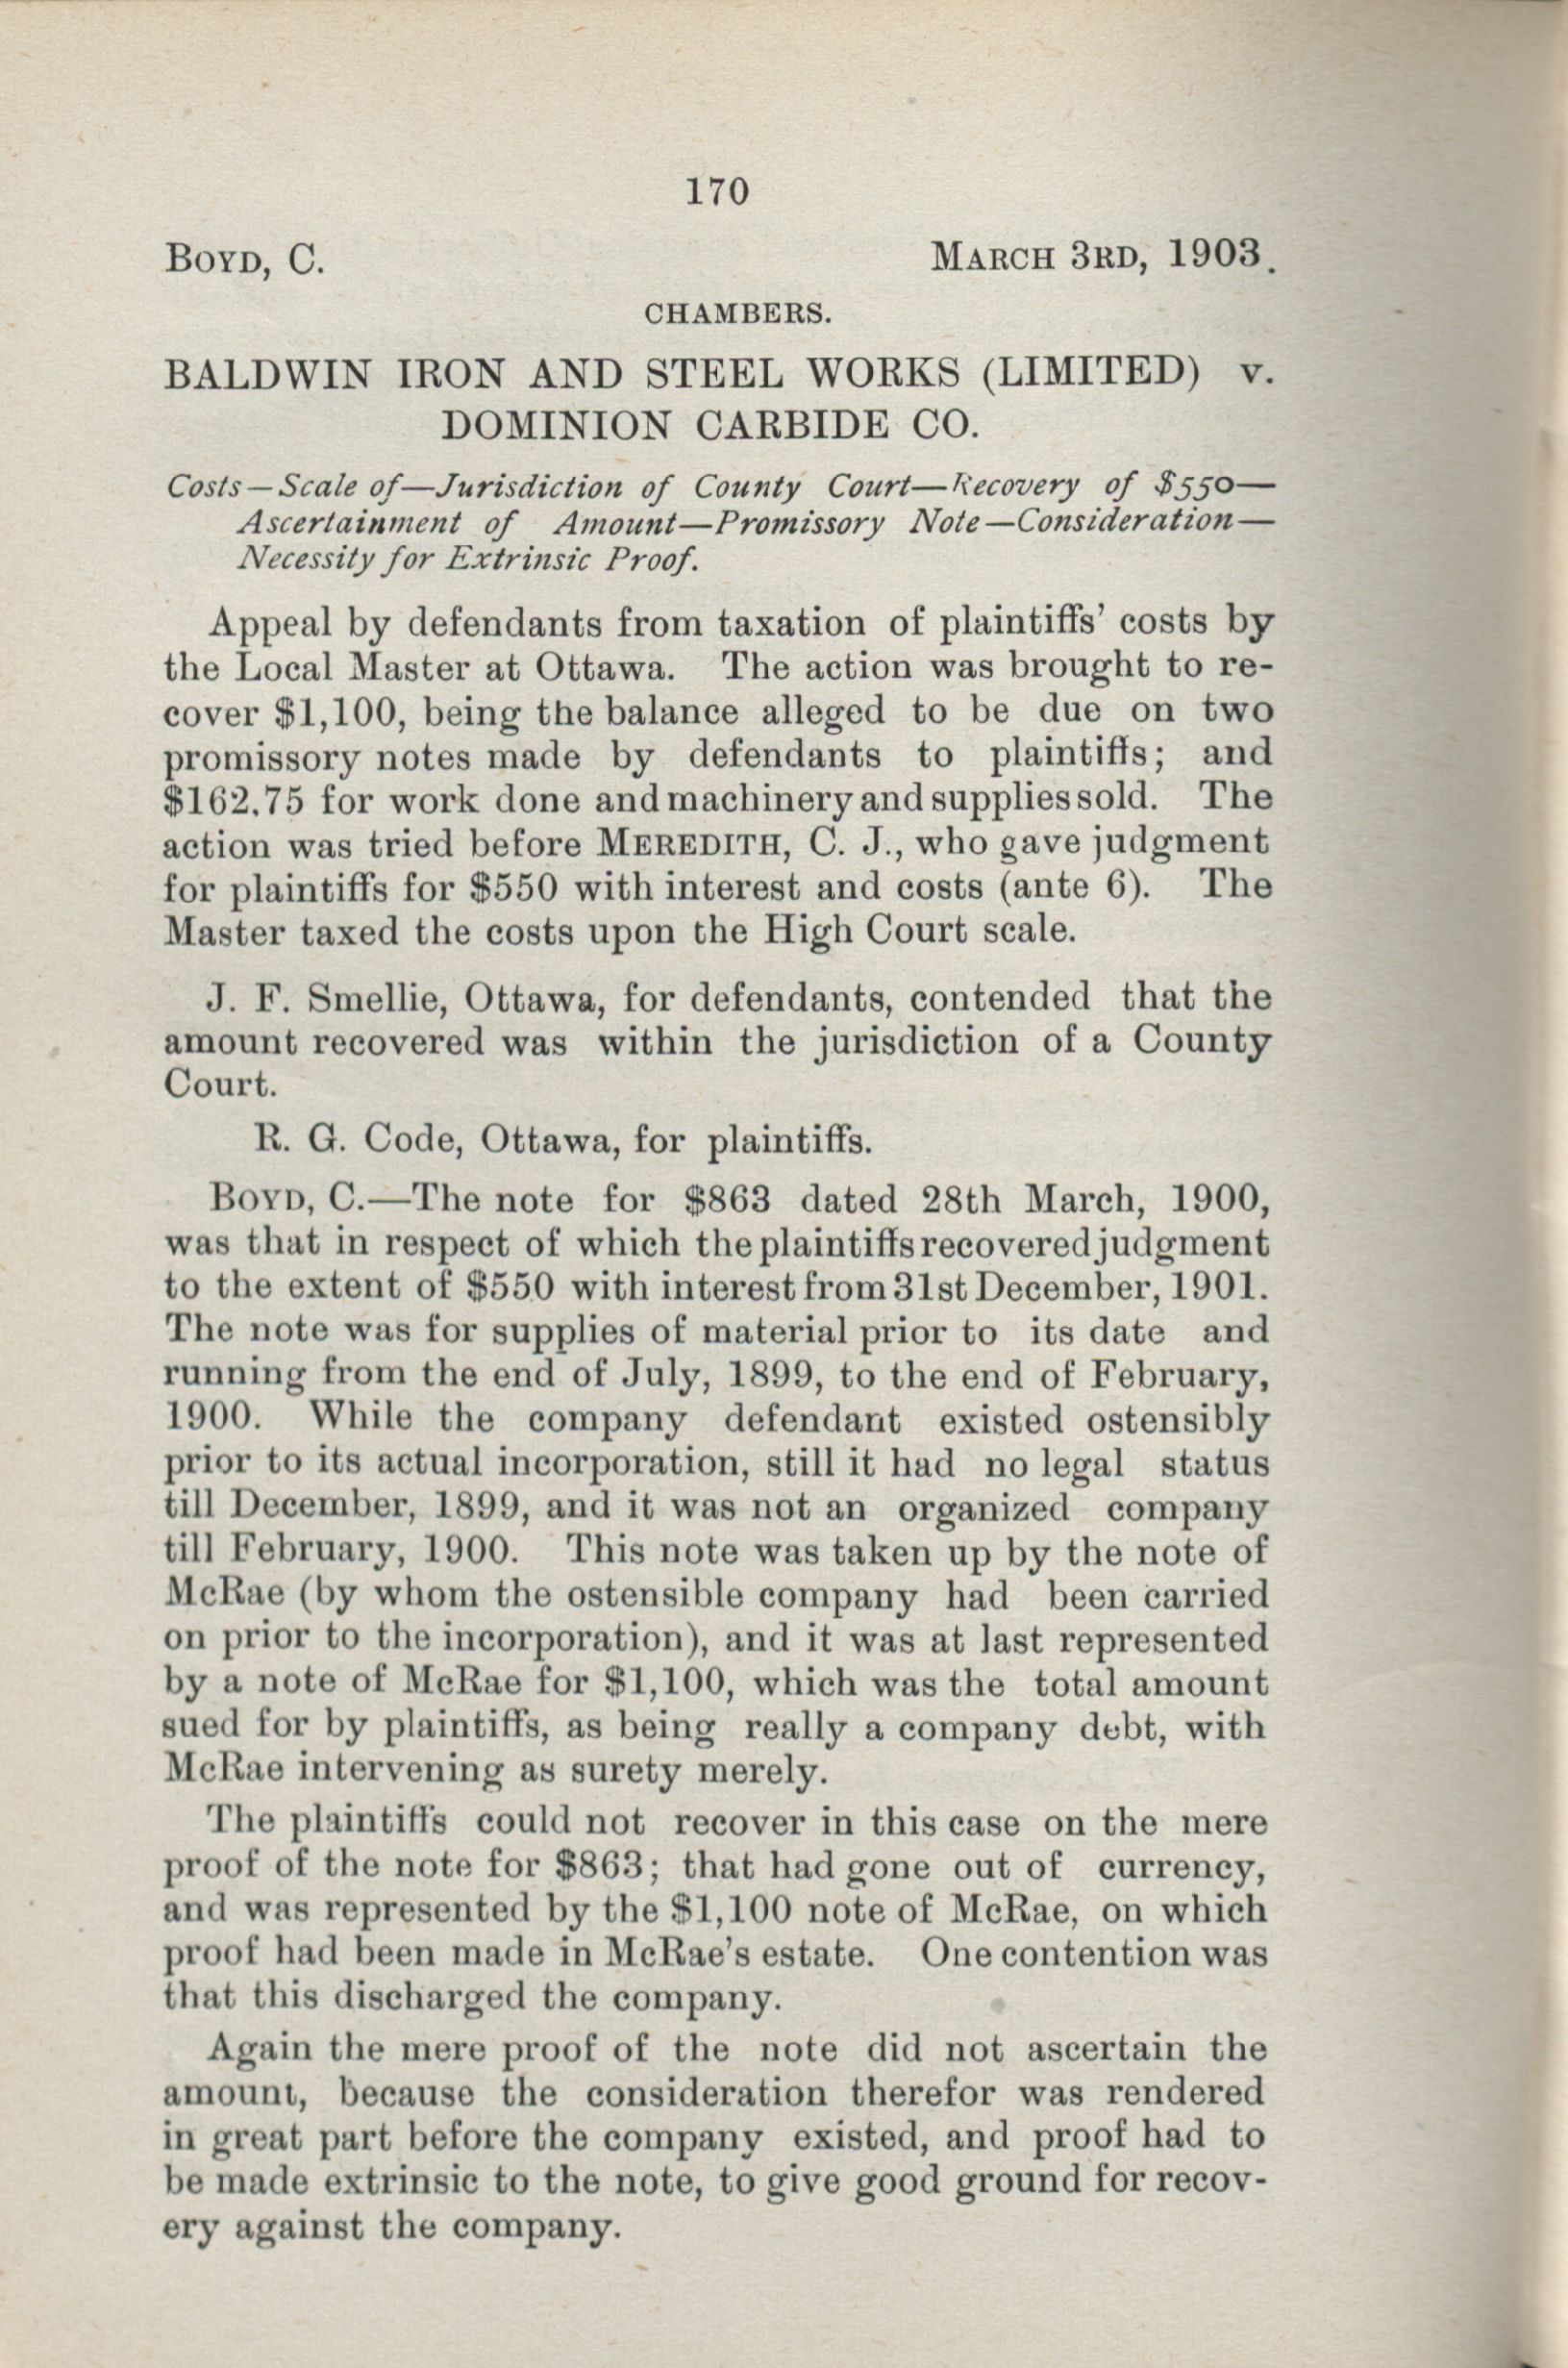 170
BOYD, C. MARCH 3RD, 1903.
CHAMBERS.
BALDWIN IRON AND STEEL WORKS (LIMITED) v.
DOMINION CARBIDE CO.
Costs—Scale of—Jurisdiction of County Court—Recovery of $550—
Ascertainment of Amount—Promissory Note—Consideration—
Necessity for Extrinsic Proof.
Appeal by defendants from taxation of plaintiffs' costs by
the Local Master at Ottawa. The action was brought to re-
cover $1,100, being the balance alleged to be due on two
promissory notes made by defendants to plaintiffs; and
$162.75 for work done and machinery and supplies sold. The
action was tried before MEREDITH, C. J., who gave judgment
for plaintiffs for $550 with interest and costs (ante 6). The
Master taxed the costs upon the High Court scale.
J. F. Smellie, Ottawa, for defendants, contended that the
amount recovered was within the jurisdiction of a County
Court.
R. G. Code, Ottawa, for plaintiffs.
BOYD, C.—The note for $863 dated 28th March, 1900,
was that in respect of which the plaintiffs recovered judgment
to the extent of $550 with interest from 31st December, 1901.
The note was for supplies of material prior to its date and
running from the end of July, 1899, to the end of February,
1900. While the company defendant existed ostensibly
prior to its actual incorporation, still it had no legal status
till December, 1899, and it was not an organized company
till February, 1900. This note was taken up by the note of
McRae (by whom the ostensible company had been carried
on prior to the incorporation), and it was at last represented
by a note of McRae for $1,100, which was the total amount
sued for by plaintiffs, as being really a company debt, with
McRae intervening as surety merely.
The plaintiffs could not recover in this case on the mere
proof of the note for $863; that had gone out of currency,
and was represented by the $1,100 note of McRae, on which
proof had been made in McRae's estate. One contention was
that this discharged the company.
Again the mere proof of the note did not ascertain the
amount, because the consideration therefor was rendered
in great part before the company existed, and proof had to
be made extrinsic to the note, to give good ground for recov-
ery against the company.